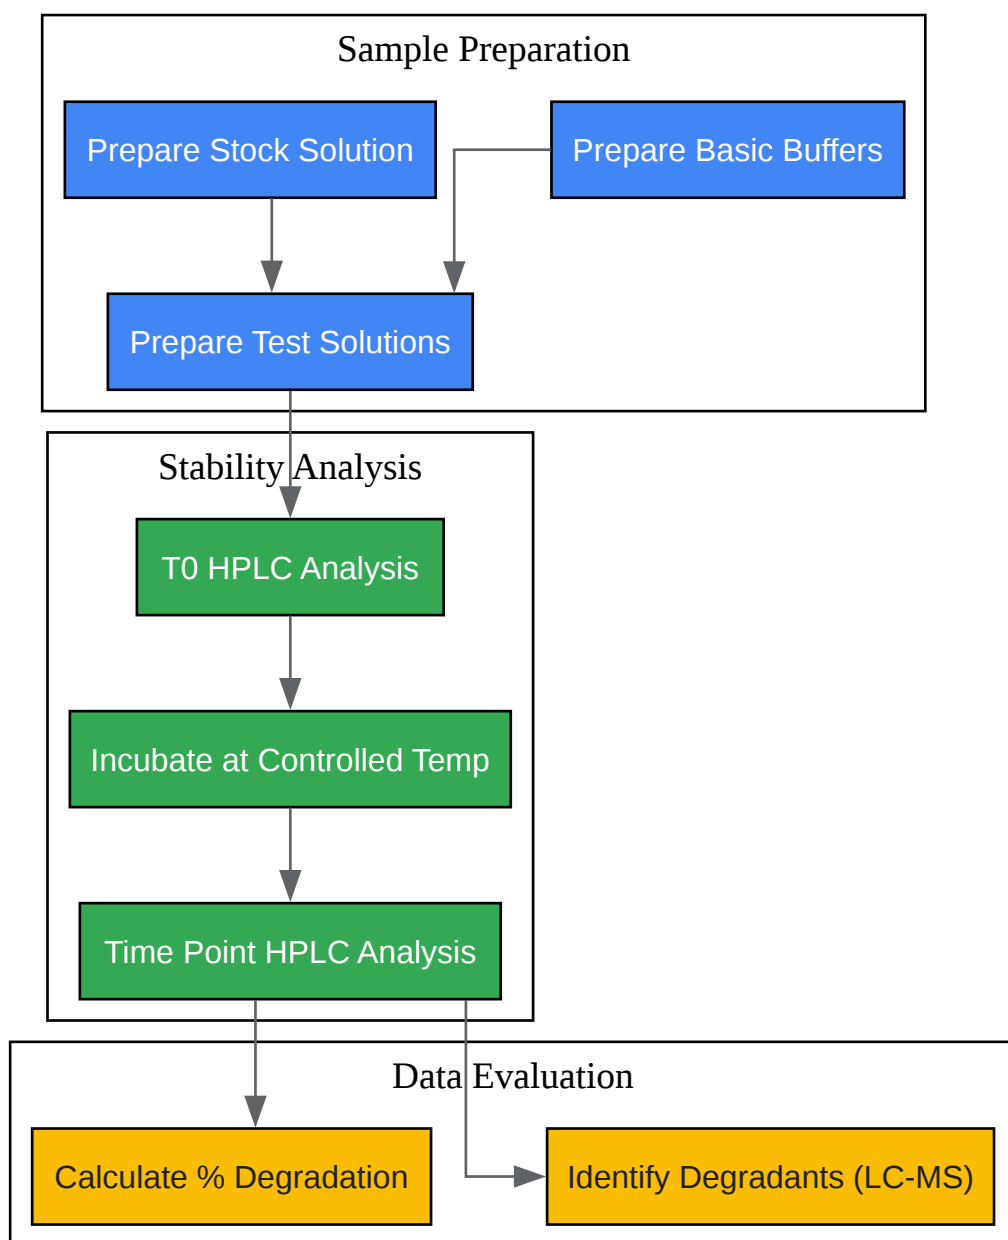 Sample Preparation
Prepare Stock Solution
Prepare Basic Buffers
Prepare Test Solutions
Stability Analysis
T0 HPLC Analysis
Incubate at Controlled Temp
Time Point HPLC Analysis
Data Evaluation
Calculate % Degradation
Identify Degradants (LC-MS)